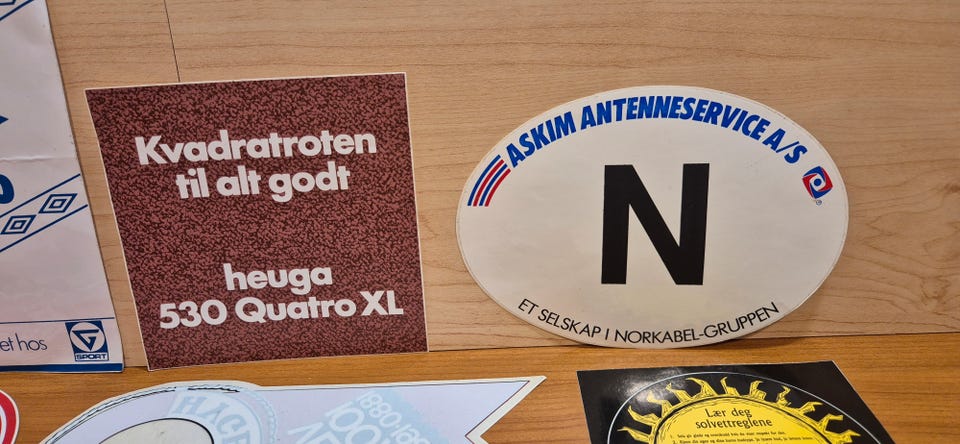 Kvadratroten
til alt godt
heuga
530 Quatro XL
ASKIM ANTENNESERVICE A/S
N
ET SELSKAP I NORKABEL-GRUPPEN
et hos
G
SPORT
Lær deg
solvettreglene